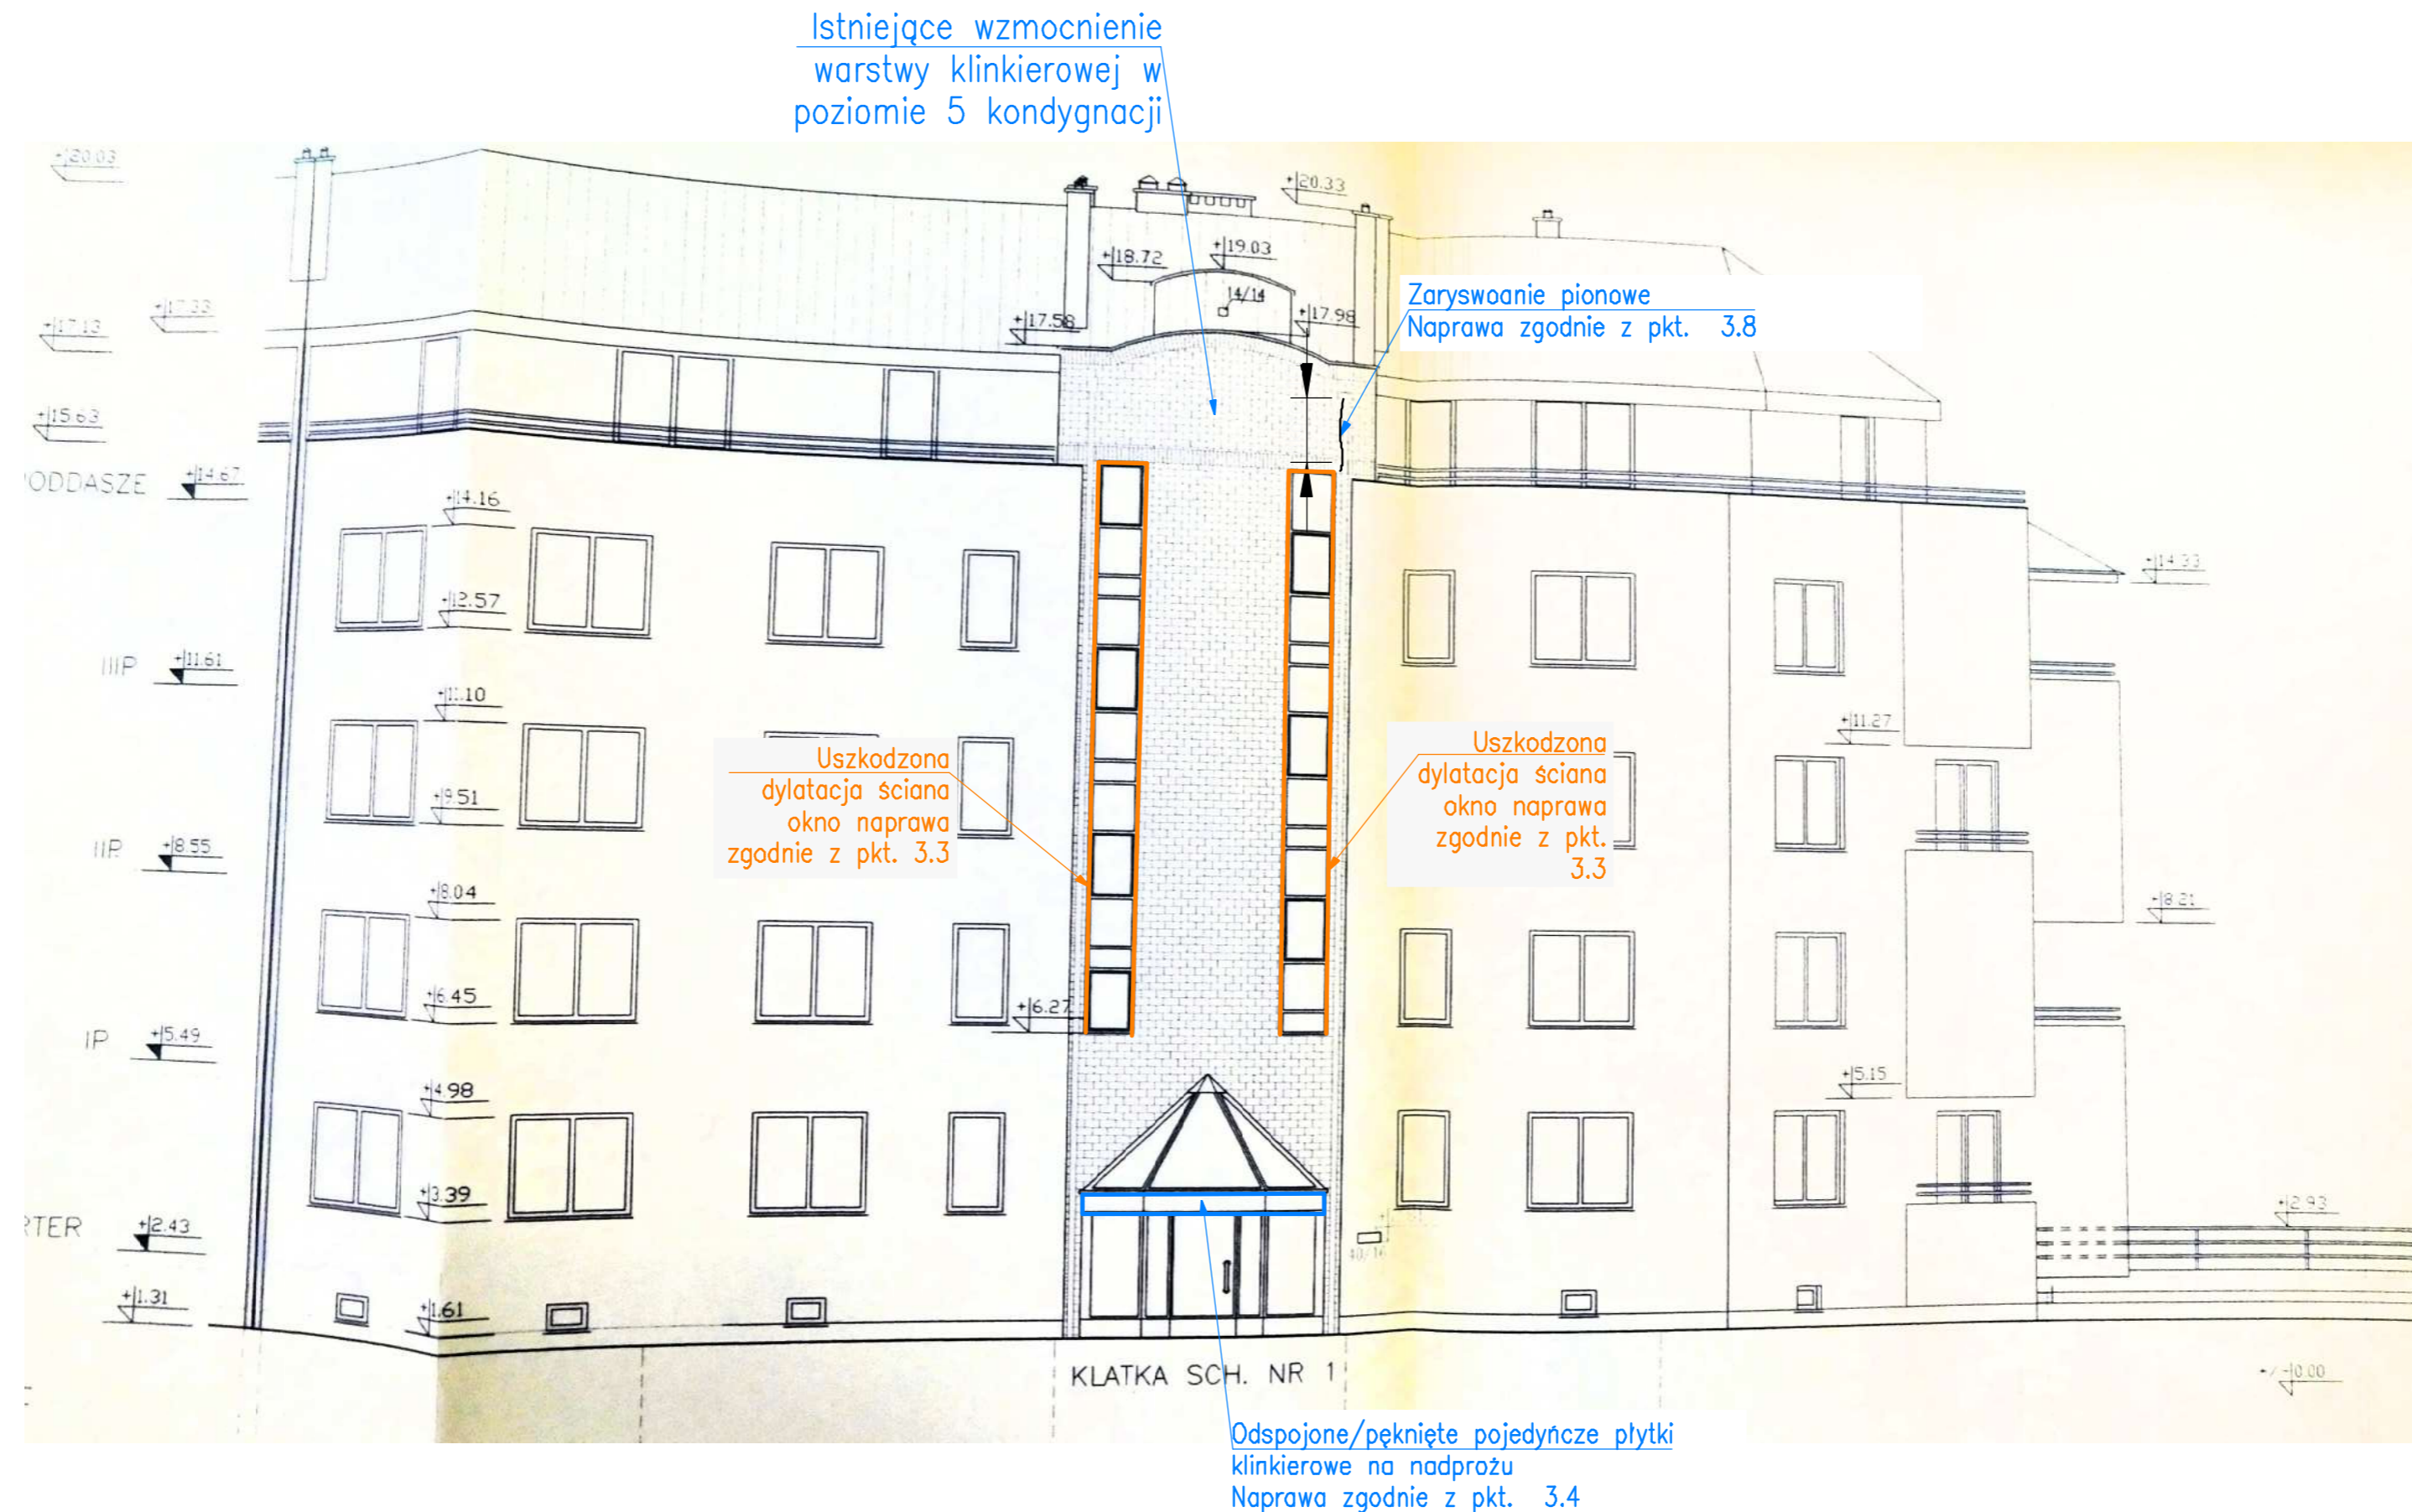 Istniejące wzmocnienie
warstwy klinkierowej w
poziomie 5 kondygnacji
+20.03
+20.33
+19.03
+18.72
14/14
+17.98
+17.58
Zaryswoanie pionowe
Naprawa zgodnie z pkt. 3.8
+17.33
+17.13
+15.63
ODDASZE +14.67
+14.16
+14.33
+12.57
IIIP +11.61
+11.10
+11.27
Uszkodzona
dylatacja ściana
okno naprawa
zgodnie z pkt. 3.3
Uszkodzona
dylatacja ściana
okno naprawa
zgodnie z pkt.
3.3
+9.51
IIP +8.55
+8.04
+8.21
+6.45
+6.27
IP +5.49
+5.15
+4.98
+3.39
+2.93
RTER +2.43
40/16
+1.31
+1.61
KLATKA SCH. NR 1
+/-0.00
Odspojone/pęknięte pojedyńcze płytki
klinkierowe na nadprożu
Naprawa zgodnie z pkt. 3.4